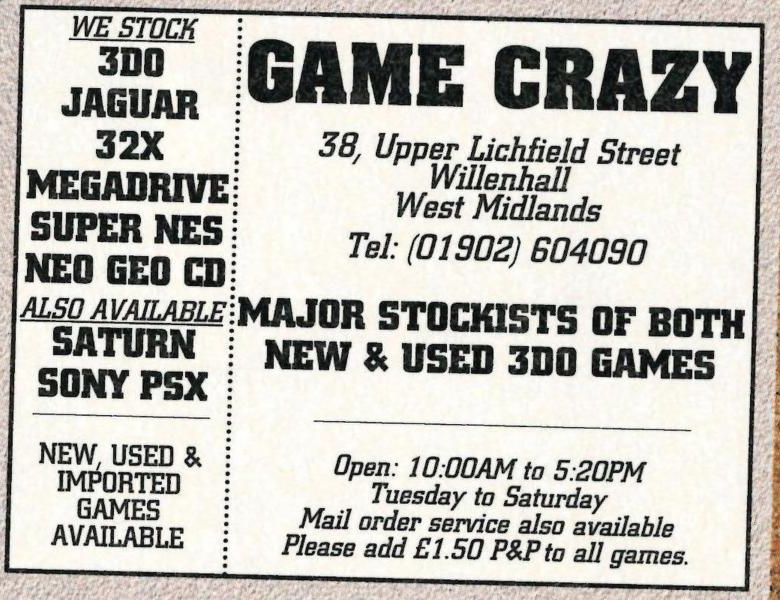 WE STOCK
3DO
JAGUAR
32X
MEGADRIVE
SUPER NES
NEO GEO CD
ALSO AVAILABLE
SATURN
SONY PSX
NEW, USED &
IMPORTED
GAMES
AVAILABLE
GAME CRAZY
38, Upper Lichfield Street
Willenhall
West Midlands
Tel: (01902) 604090
MAJOR STOCKISTS OF BOTH
NEW & USED 3DO GAMES
Open: 10:00AM to 5:20PM
Tuesday to Saturday
Mail order service also available
Please add £1.50 P&P to all games.